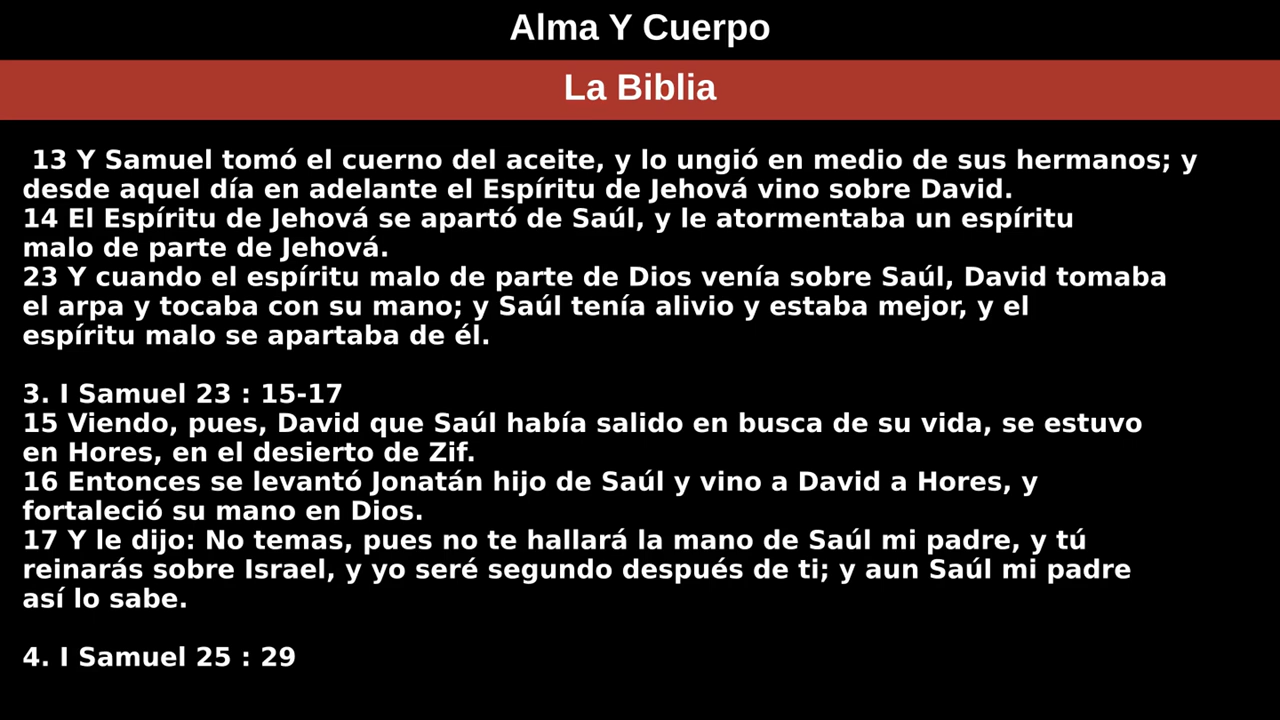 Alma Y Cuerpo
La Biblia
13 Y Samuel tomó el cuerno del aceite, y lo ungió en medio de sus hermanos; y
desde aquel día en adelante el Espíritu de Jehová vino sobre David.
14 El Espíritu de Jehová se apartó de Saúl, y le atormentaba un espíritu
malo de parte de Jehová.
23 Y cuando el espíritu malo de parte de Dios venía sobre Saúl, David tomaba
el arpa y tocaba con su mano; y Saúl tenía alivio y estaba mejor, y el
espíritu malo se apartaba de él.
3. I Samuel 23 : 15-17
15 Viendo, pues, David que Saúl había salido en busca de su vida, se estuvo
en Hores, en el desierto de Zif.
16 Entonces se levantó Jonatán hijo de Saúl y vino a David a Hores, y
fortaleció su mano en Dios.
17 Y le dijo: No temas, pues no te hallará la mano de Saúl mi padre, y tú
reinarás sobre Israel, y yo seré segundo después de ti; y aun Saúl mi padre
así lo sabe.
4. I Samuel 25 : 29